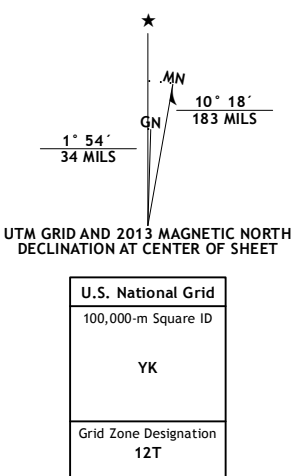 ★
MN
GN
10° 18´
183 MILS
1° 54´
34 MILS
UTM GRID AND 2013 MAGNETIC NORTH
DECLINATION AT CENTER OF SHEET
U.S. National Grid
100,000-m Square ID
YK
Grid Zone Designation
12T